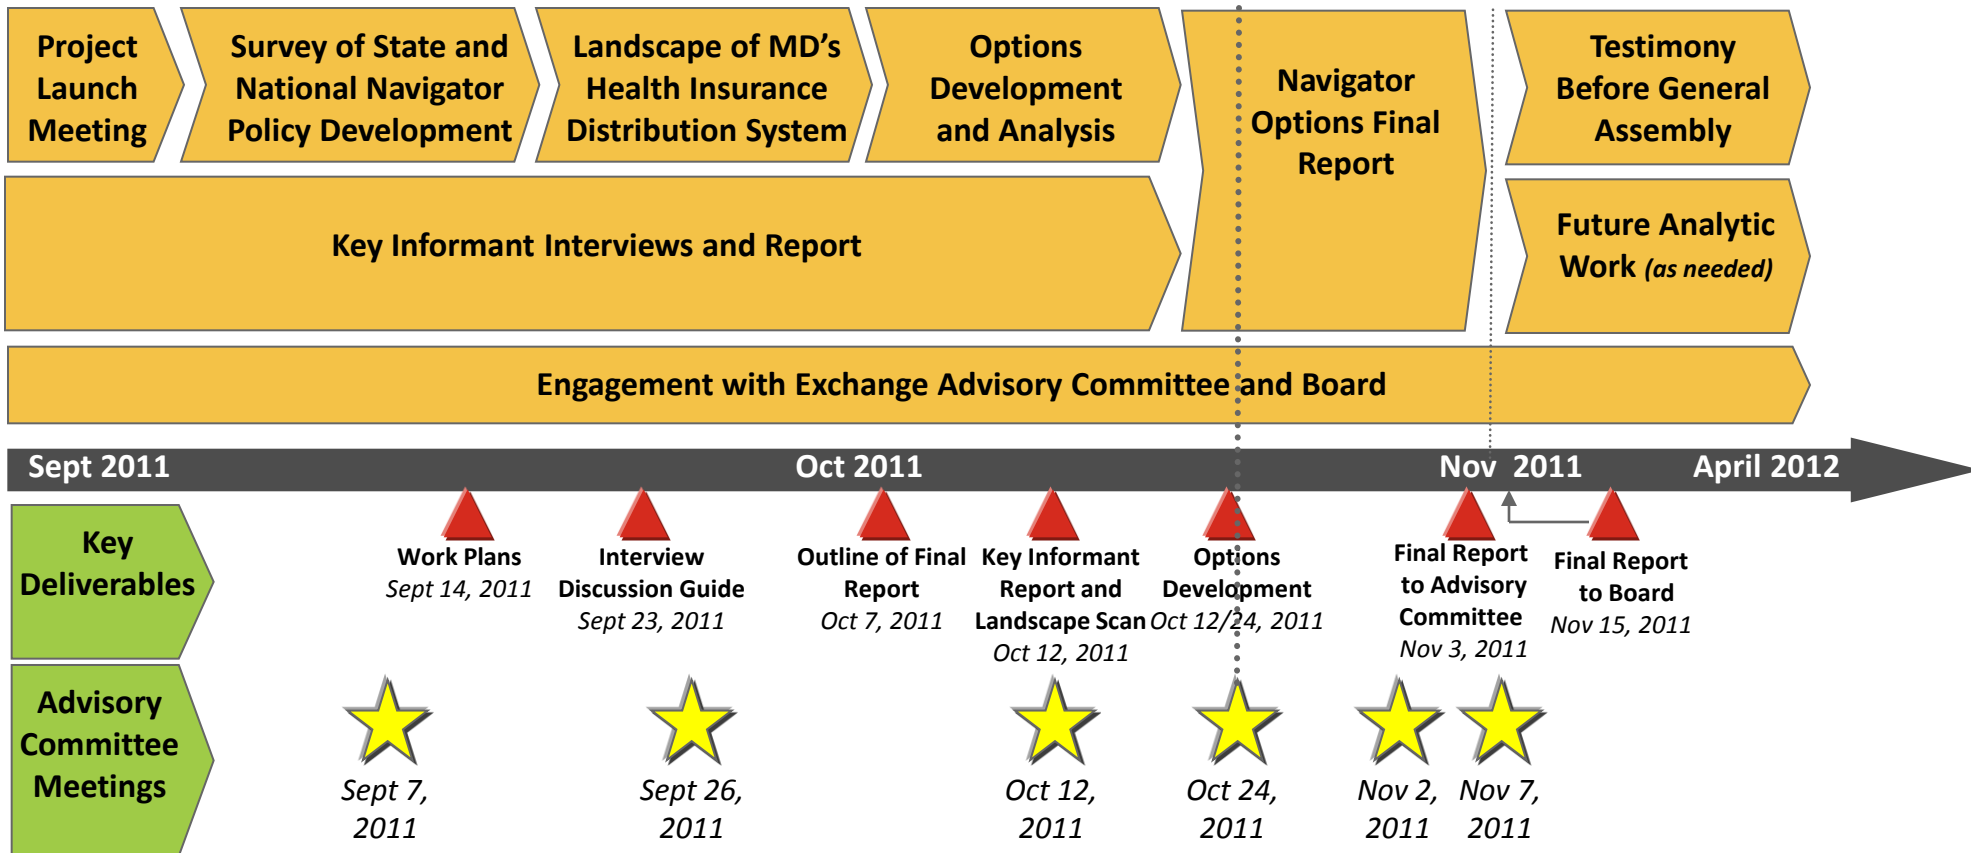 Project
Launch
Meeting
Survey of State and
National Navigator
Policy Development
Landscape of MD’s
Health Insurance
Distribution System
Options
Development
and Analysis
Navigator
Options Final
Report
Testimony
Before General
Assembly
Key Informant Interviews and Report
Future Analytic
Work (as needed)
Engagement with Exchange Advisory Committee and Board
Sept 2011
Oct 2011
Nov 2011
April 2012
Key
Deliverables
Work Plans
Sept 14, 2011
Interview
Discussion Guide
Sept 23, 2011
Outline of Final
Report
Oct 7, 2011
Key Informant
Report and
Landscape Scan
Oct 12, 2011
Options
Development
Oct 12/24, 2011
Final Report
to Advisory
Committee
Nov 3, 2011
Final Report
to Board
Nov 15, 2011
Advisory
Committee
Meetings
Sept 7,
2011
Sept 26,
2011
Oct 12,
2011
Oct 24,
2011
Nov 2,
2011
Nov 7,
2011